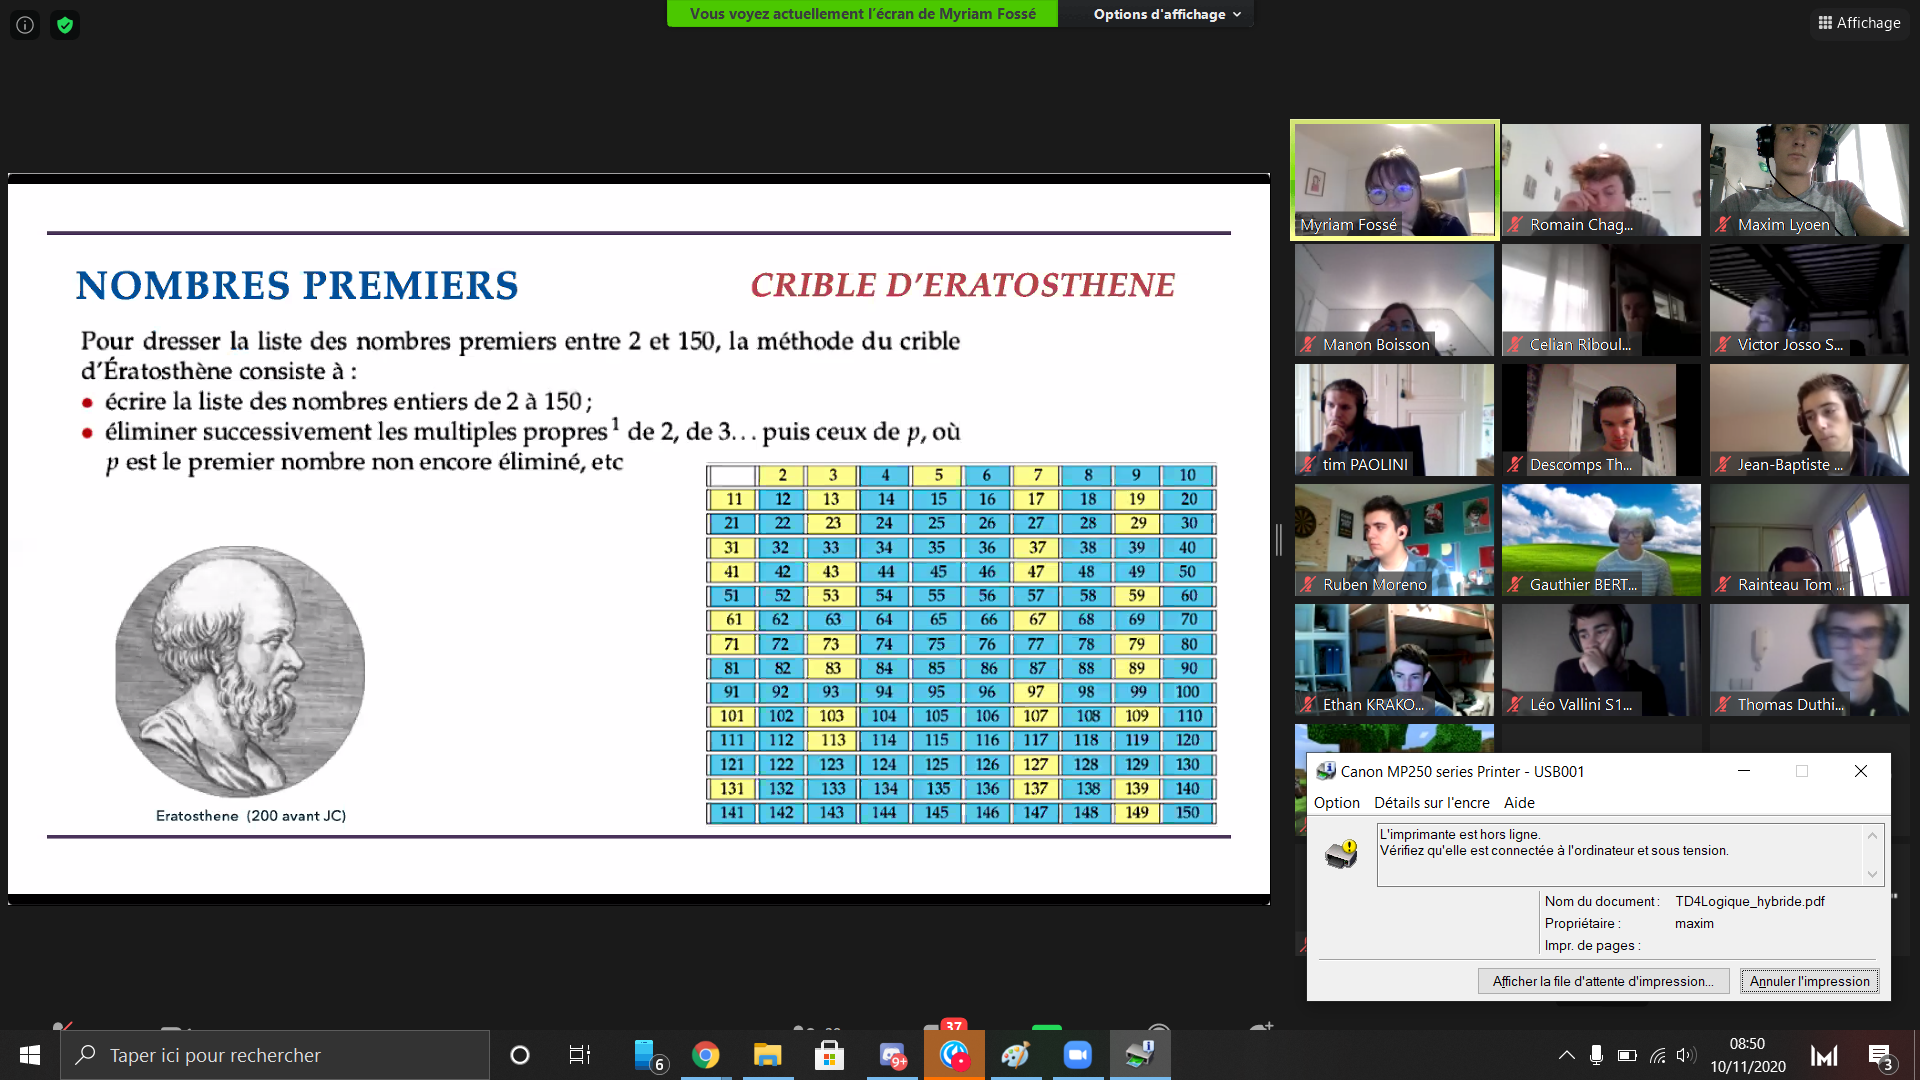 Vous voyez actuellement l'écran de Myriam Fossé
Options d'affichage
Affichage
NOMBRES PREMIERS
CRIBLE D'ERATOSTHENE
Pour dresser la liste des nombres premiers entre 2 et 150, la méthode du crible
d'Ératosthène consiste à :
• écrire la liste des nombres entiers de 2 à 150 ;
• éliminer successivement les multiples propres¹ de 2, de 3… puis ceux de p, où
p est le premier nombre non encore éliminé, etc
2 3 4 5 6 7 8 9 10
11 12 13 14 15 16 17 18 19 20
21 22 23 24 25 26 27 28 29 30
31 32 33 34 35 36 37 38 39 40
41 42 43 44 45 46 47 48 49 50
51 52 53 54 55 56 57 58 59 60
61 62 63 64 65 66 67 68 69 70
71 72 73 74 75 76 77 78 79 80
81 82 83 84 85 86 87 88 89 90
91 92 93 94 95 96 97 98 99 100
101 102 103 104 105 106 107 108 109 110
111 112 113 114 115 116 117 118 119 120
121 122 123 124 125 126 127 128 129 130
131 132 133 134 135 136 137 138 139 140
141 142 143 144 145 146 147 148 149 150
Eratosthene (200 avant JC)
Myriam Fossé
Romain Chag...
Maxim Lyoen
Manon Boisson
Celian Riboul...
Victor Josso S...
tim PAOLINI
Descomps Th...
Jean-Baptiste ...
Ruben Moreno
Gauthier BERT...
Rainteau Tom ...
Ethan KRAKO...
Léo Vallini S1...
Thomas Duthi...
Canon MP250 series Printer - USB001
Option Détails sur l'encre Aide
L'imprimante est hors ligne.
Vérifiez qu'elle est connectée à l'ordinateur et sous tension.
Nom du document : TD4Logique_hybride.pdf
Propriétaire : maxim
Impr. de pages :
Afficher la file d'attente d'impression...
Annuler l'impression
37
Taper ici pour rechercher
6
9+
08:50
10/11/2020
3